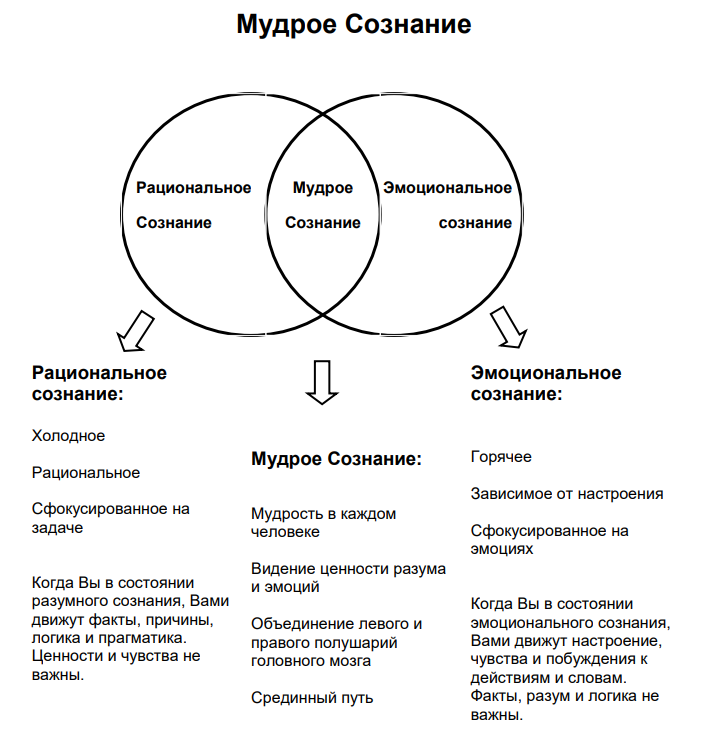 Мудрое Сознание
Рациональное
Сознание
Мудрое
Сознание
Эмоциональное
сознание
Рациональное
сознание:
Холодное
Рациональное
Сфокусированное на
задаче
Когда Вы в состоянии
разумного сознания, Вами
движут факты, причины,
логика и прагматика.
Ценности и чувства не
важны.
Мудрое Сознание:
Мудрость в каждом
человеке
Видение ценности разума
и эмоций
Объединение левого и
правого полушарий
головного мозга
Срединный путь
Эмоциональное
сознание:
Горячее
Зависимое от настроения
Сфокусированное на
эмоциях
Когда Вы в состоянии
эмоционального сознания,
Вами движут настроение,
чувства и побуждения к
действиям и словам.
Факты, разум и логика не
важны.